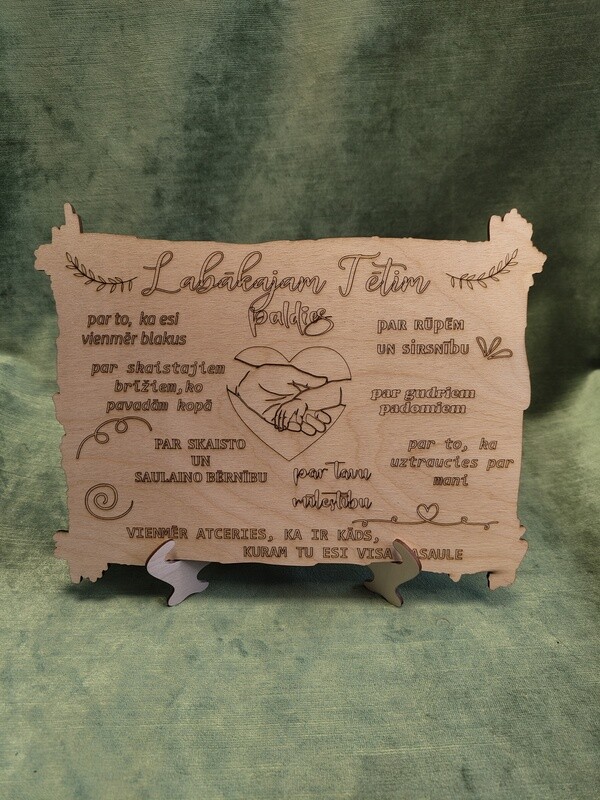 Labākajam Tētim
paldies
par to, ka esi
vienmēr blakus
par skaistajiem
brīžiem,ko
pavadām kopā
PAR SKAISTO
UN
SAULAINO BĒRNĪBU
par rūpēm
un sirsnību
par gudriem
padomiem
par to, ka
uztraucies par
mani
par tavu
mīlestību
VIENMĒR ATCERIES, KA IR KĀDS,
KURAM TU ESI VISA PASAULE